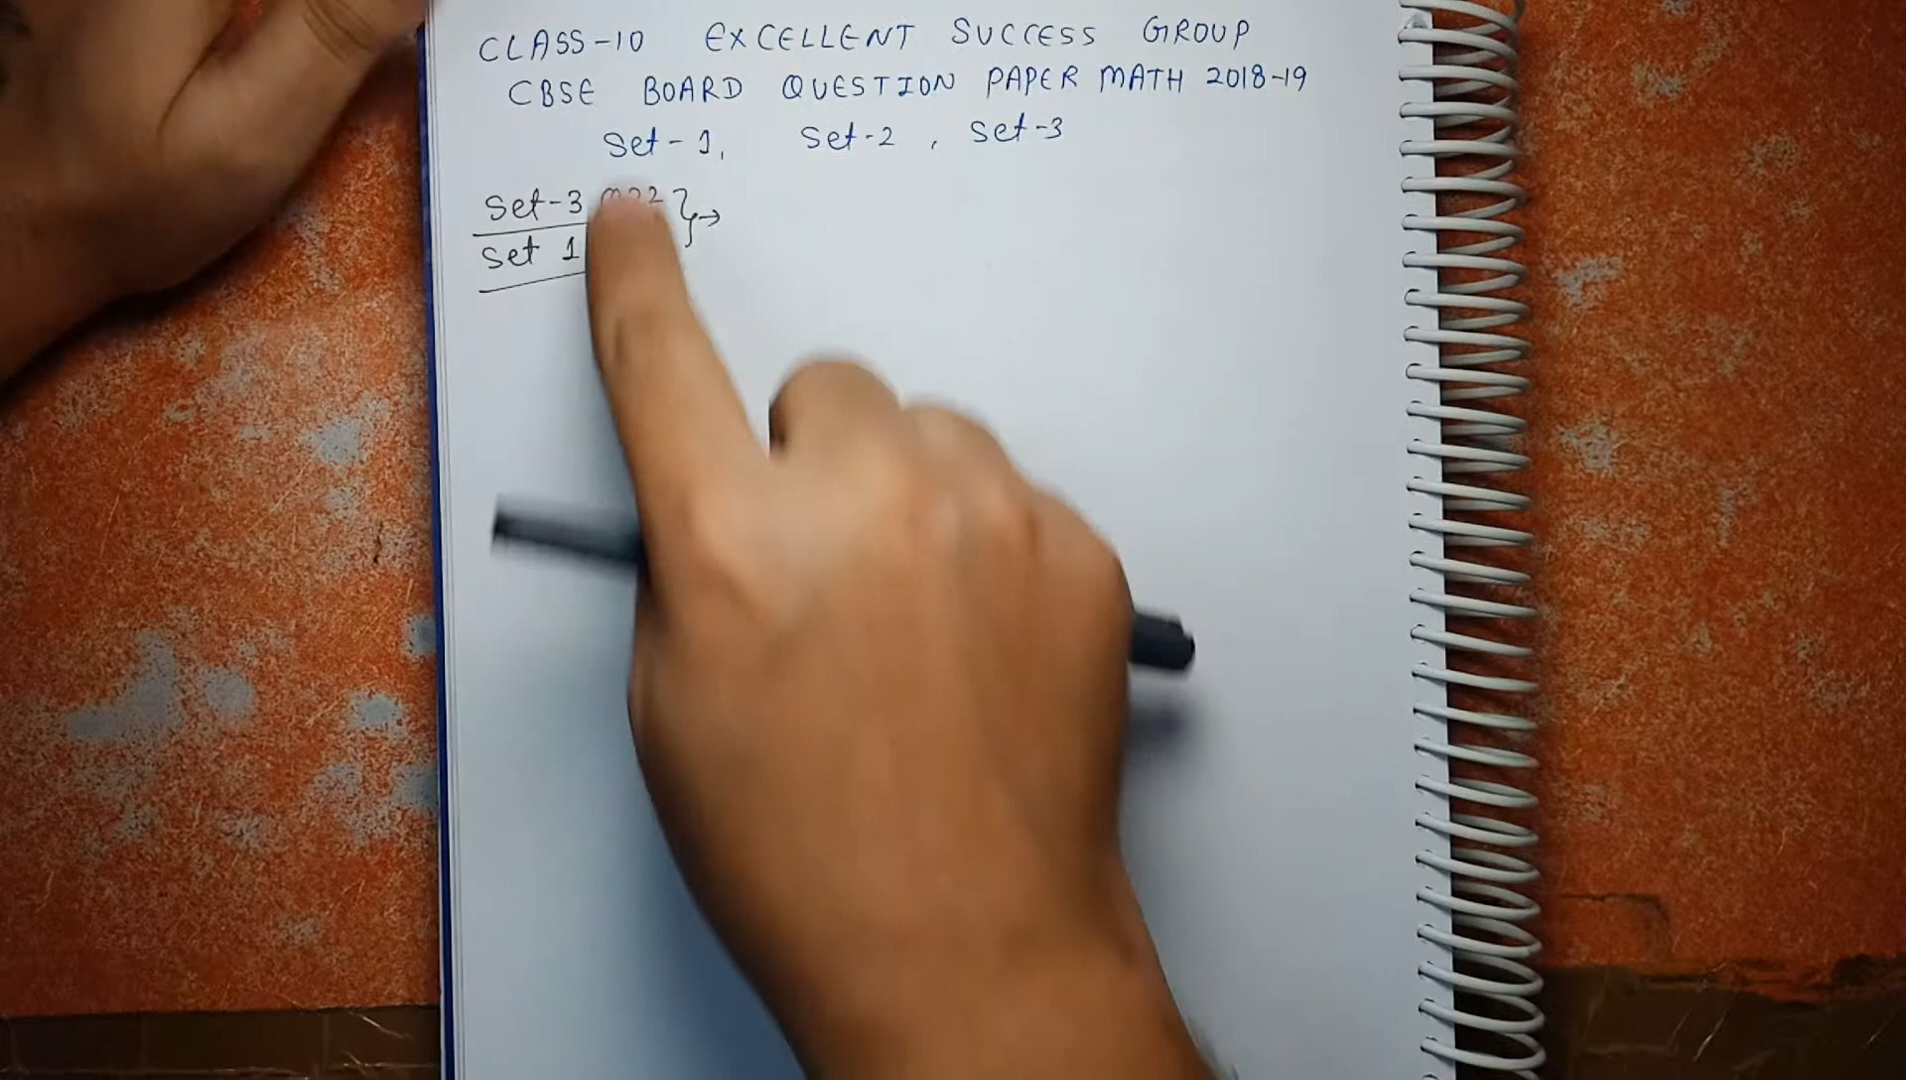 CLASS-10 EXCELLENT SUCCESS GROUP
CBSE BOARD QUESTION PAPER MATH 2018-19
Set-1, Set-2, Set-3
Set-3 }→
Set 1